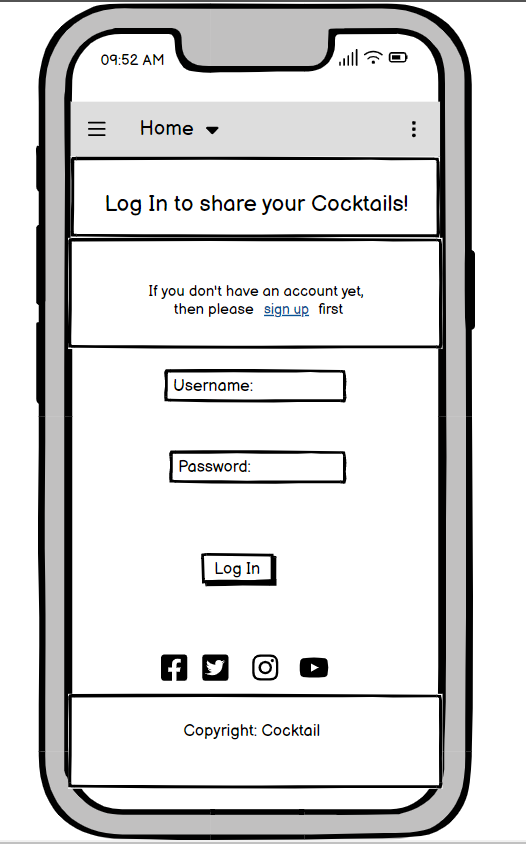 09:52 AM
Home
Log In to share your Cocktails!
If you don't have an account yet,
then please sign up first
Username:
Password:
Log In
Copyright: Cocktail